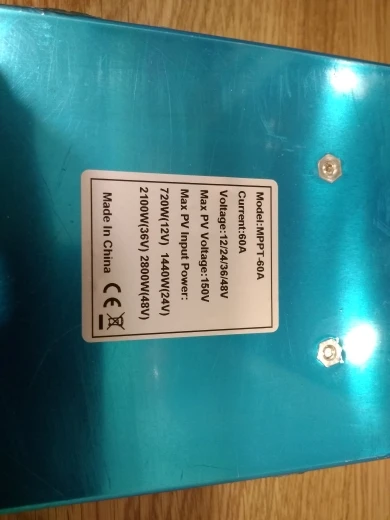 Model:MPPT-60A
Current:60A
Voltage:12/24/36/48V
Max PV Voltage:150V
Max PV Input Power:
720W(12V) 1440W(24V)
2100W(36V) 2800W(48V)
Made In China CE